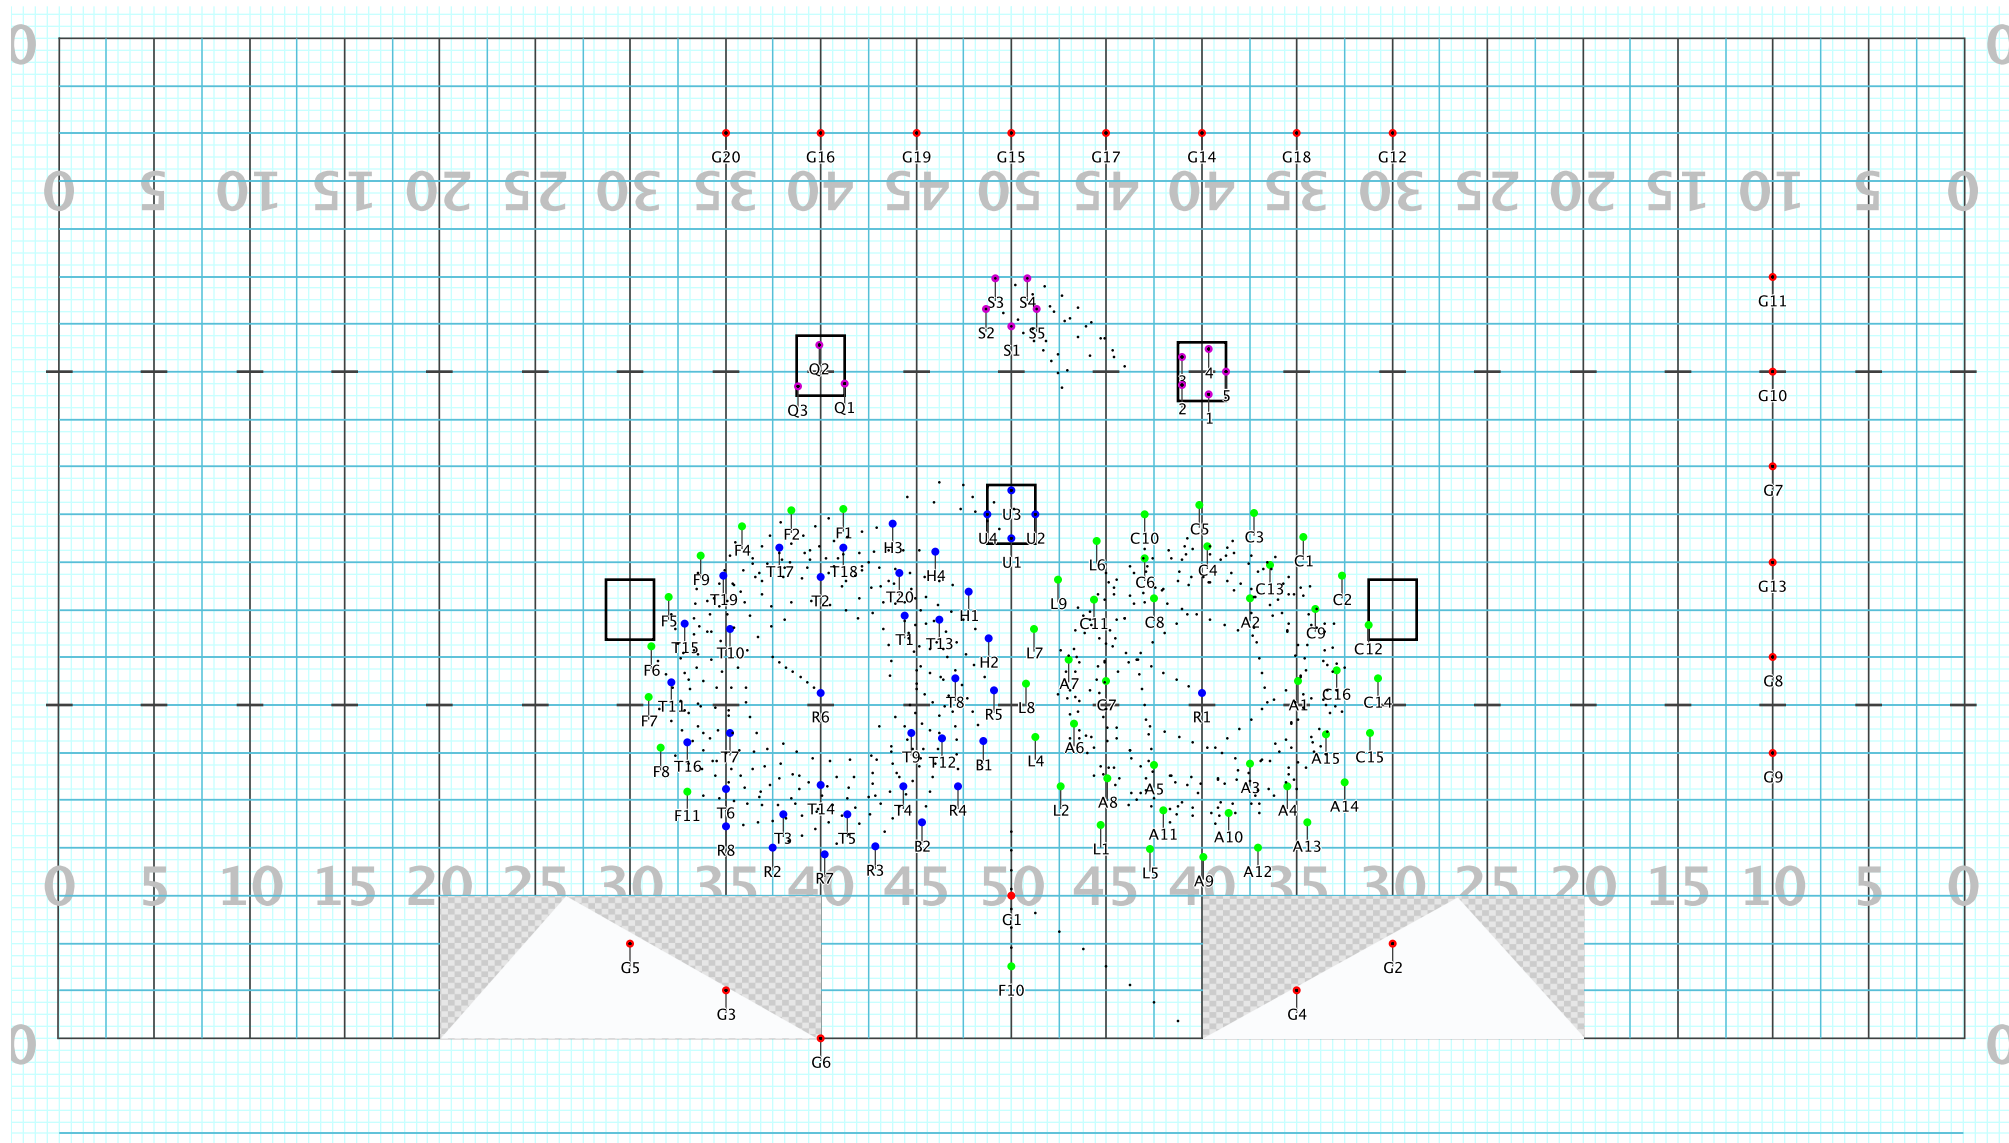 0 0
G20 G16 G19 G15 G17 G14 G18 G12
0 5 10 15 20 25 30 35 40 45 50 45 40 35 30 25 20 15 10 5 0
S3 S4 G11
S2 S5
S1
Q2 3 4 G10
Q3 Q1 2 1 5
G7
F4 F2 F1 H3 U4 U3 U2 C10 C5 C3
T17 T18 H4 U1 L6 C6 C4 C1
F9 T19 T2 T20 H1 L9 C11 C8 C13 A2 C2 G13
F5 T15 T10 T1 T13 H2 L7 C9 C12
F6 T11 T8 R5 L8 A7 C7 R1 A1 C16 C14 G8
F7 R6
F8 T16 T7 T9 T12 B1 L4 A6 A5 A3 A15 C15 G9
F11 T6 T14 T4 R4 L2 A8 A4 A14
R8 T3 T5 B2 L1 A11 A10 A13
R2 R7 R3 L5 A9 A12
0 5 10 15 20 25 30 35 40 45 50 45 40 35 30 25 20 15 10 5 0
G1
G5 G2
F10
G3 G4
0 0
G6